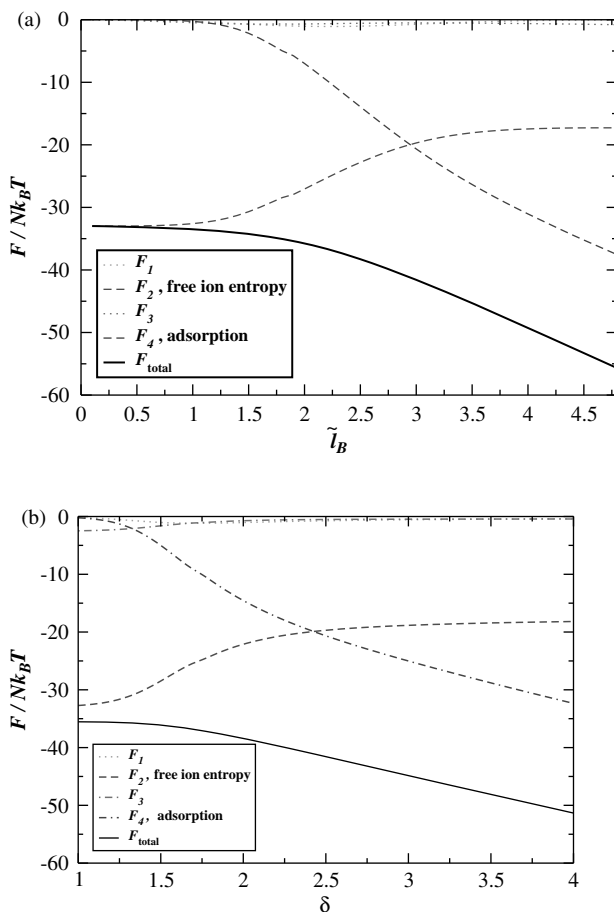 (a)
0
-10
-20
-30
-40
-50
-60
F / Nk_BT
F_1
F_2 , free ion entropy
F_3
F_4 , adsorption
F_total
0 0.5 1 1.5 2 2.5 3 3.5 4 4.5
l̃_B
(b)
0
-10
-20
-30
-40
-50
-60
F / Nk_BT
F_1
F_2, free ion entropy
F_3
F_4, adsorption
F_total
1 1.5 2 2.5 3 3.5 4
δ